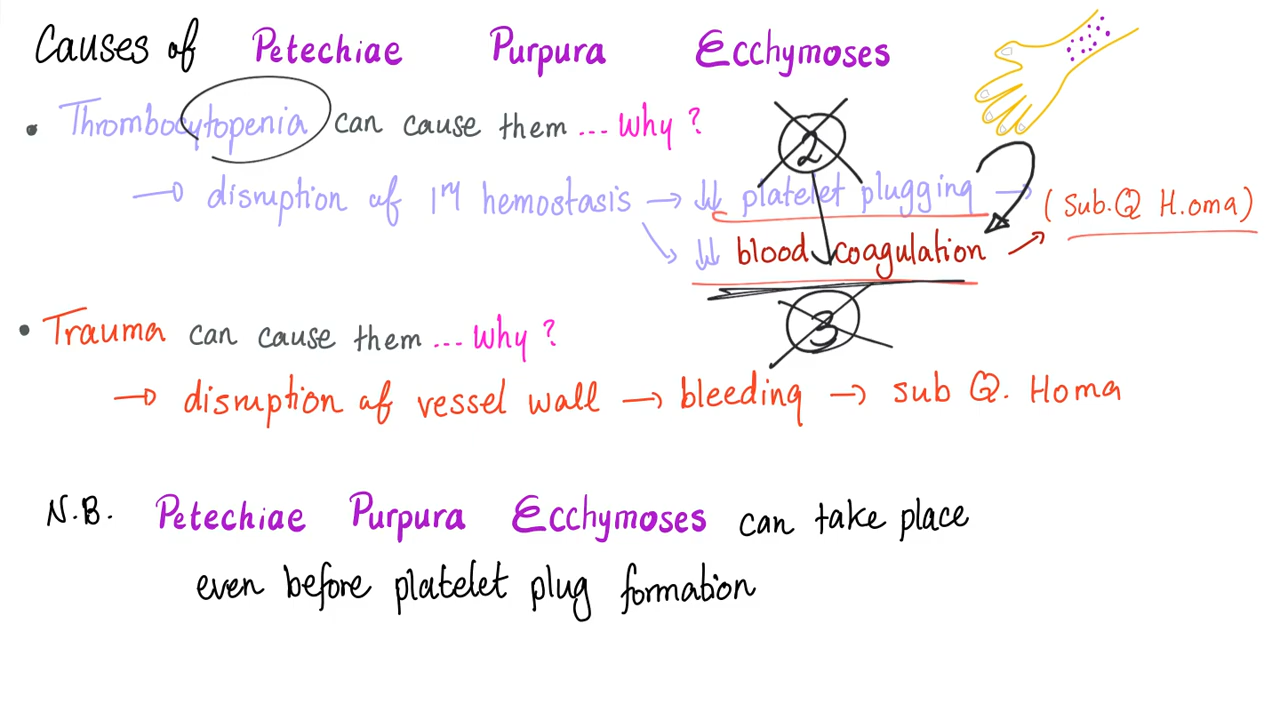 Causes of Petechiae Purpura Ecchymoses
• Thrombocytopenia can cause them ... Why ?
→ disruption of 1ry hemostasis → ↓↓ platelet plugging → (Sub.Q H.oma)
2
↓↓ blood coagulation →
3
• Trauma can cause them ... Why ?
→ disruption of vessel wall → bleeding → sub Q. Homa
N.B. Petechiae Purpura Ecchymoses can take place
even before platelet plug formation